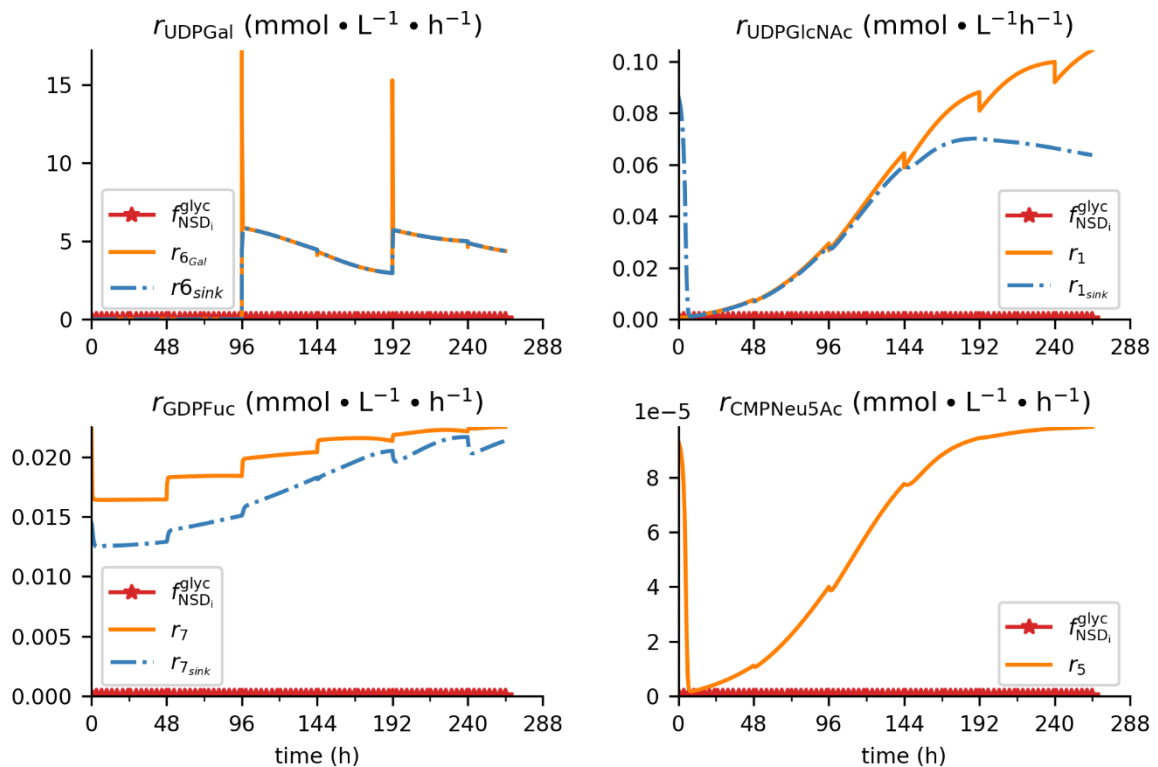 r_UDPGal (mmol • L⁻¹ • h⁻¹)
15
10
5
0
f^glyc_NSD_i
r_6_Gal
r6_sink
0 48 96 144 192 240 288
r_UDPGlcNAc (mmol • L⁻¹h⁻¹)
0.10
0.08
0.06
0.04
0.02
0.00
f^glyc_NSD_i
r_1
r_1_sink
0 48 96 144 192 240 288
r_GDPFuc (mmol • L⁻¹ • h⁻¹)
0.020
0.015
0.010
0.005
0.000
f^glyc_NSD_i
r_7
r_7_sink
0 48 96 144 192 240 288
time (h)
1e−5
r_CMPNeu5Ac (mmol • L⁻¹ • h⁻¹)
8
6
4
2
0
f^glyc_NSD_i
r_5
0 48 96 144 192 240 288
time (h)